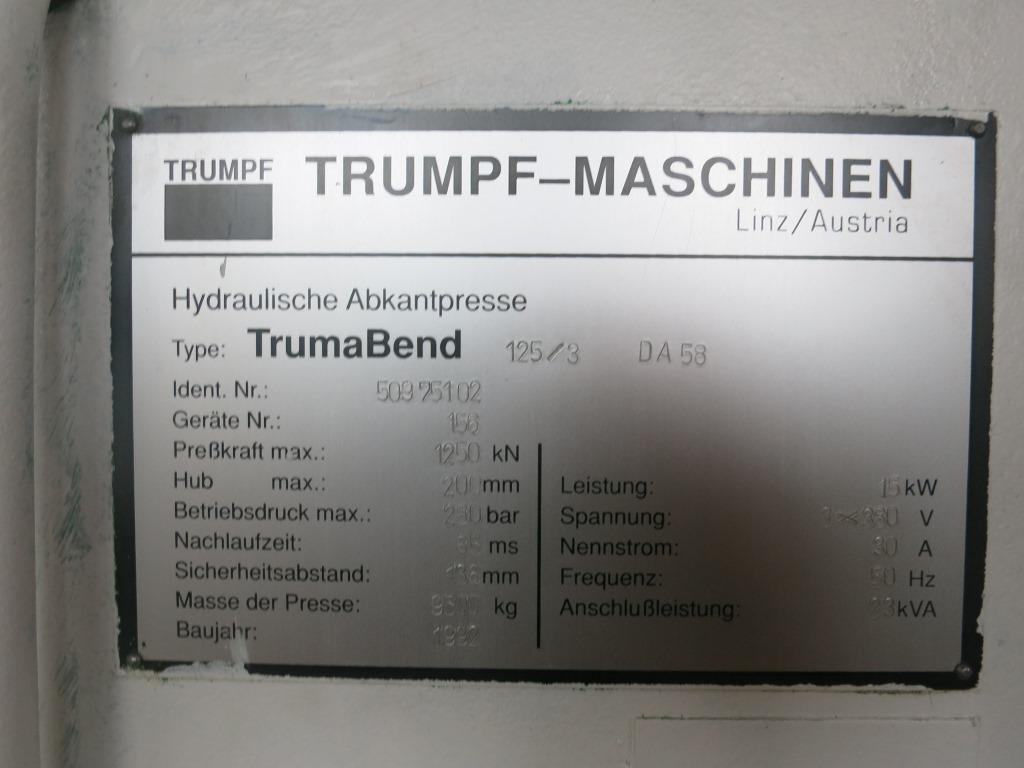 TRUMPF
TRUMPF-MASCHINEN
Linz/Austria
Hydraulische Abkantpresse
Type: TrumaBend 125/3 DA 58
Ident. Nr.: 50975102
Geräte Nr.: 156
Preßkraft max.: 1250 kN
Hub max.: 200 mm
Betriebsdruck max.: bar
Nachlaufzeit: ms
Sicherheitsabstand: mm
Masse der Presse: kg
Baujahr: 1992
Leistung: 15 kW
Spannung: V
Nennstrom: 30 A
Frequenz: 50 Hz
Anschlußleistung: 23 kVA